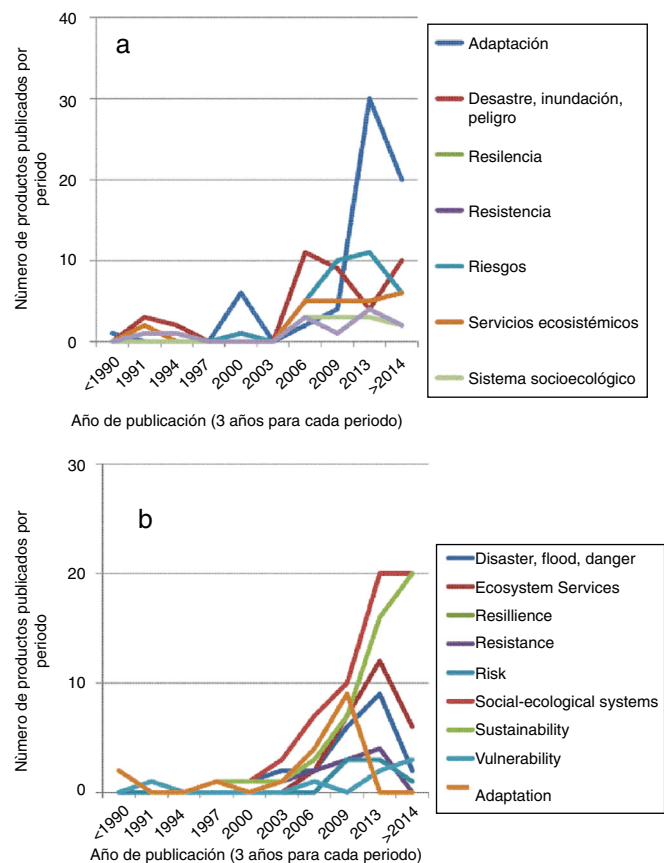 a
Número de productos publicados por
periodo
40
30
20
10
0
<1990
1991
1994
1997
2000
2003
2006
2009
2013
>2014
Año de publicación (3 años para cada periodo)
Adaptación
Desastre, inundación,
peligro
Resilencia
Resistencia
Riesgos
Servicios ecosistémicos
Sistema socioecológico
b
Número de productos publicados por
periodo
30
20
10
0
<1990
1991
1994
1997
2000
2003
2006
2009
2013
>2014
Año de publicación (3 años para cada periodo)
Disaster, flood, danger
Ecosystem Services
Resillience
Resistance
Risk
Social-ecological systems
Sustainability
Vulnerability
Adaptation